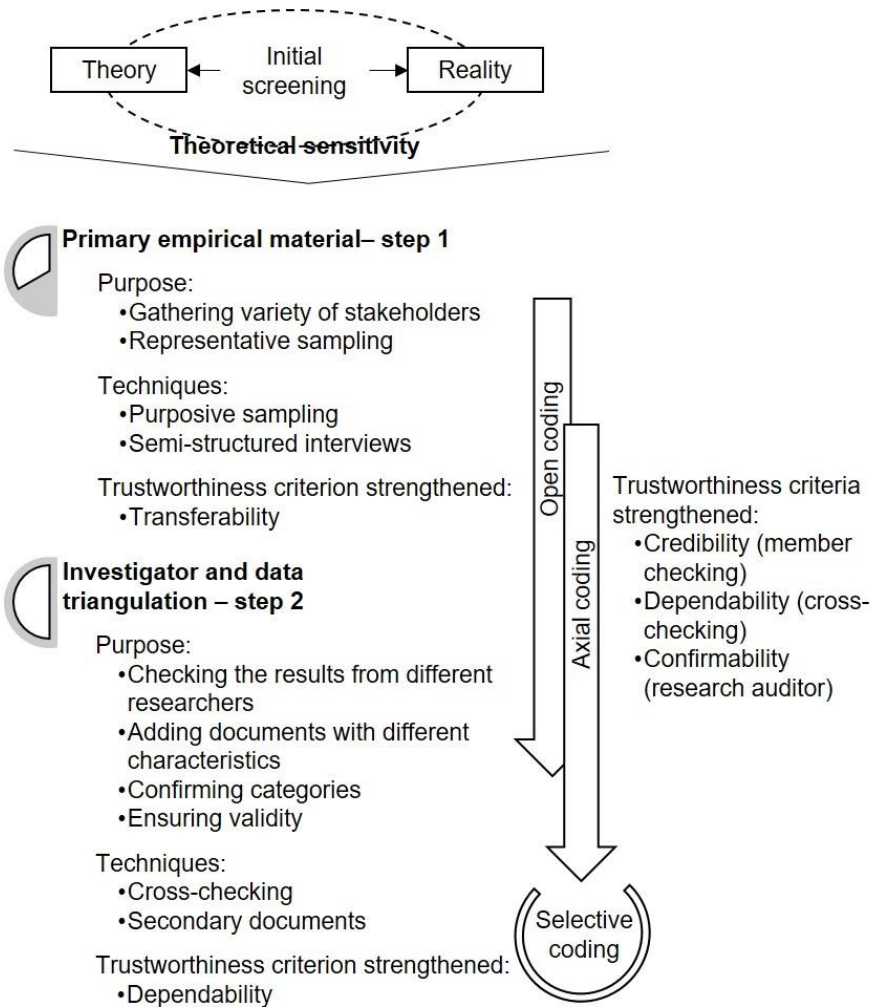 Theory
Initial
screening
Reality
Theoretical sensitivity
Primary empirical material– step 1
Purpose:
•Gathering variety of stakeholders
•Representative sampling
Techniques:
•Purposive sampling
•Semi-structured interviews
Trustworthiness criterion strengthened:
•Transferability
Investigator and data
triangulation – step 2
Purpose:
•Checking the results from different
researchers
•Adding documents with different
characteristics
•Confirming categories
•Ensuring validity
Techniques:
•Cross-checking
•Secondary documents
Trustworthiness criterion strengthened:
•Dependability
Open coding
Axial coding
Trustworthiness criteria
strengthened:
•Credibility (member
checking)
•Dependability (cross-
checking)
•Confirmability
(research auditor)
Selective
coding